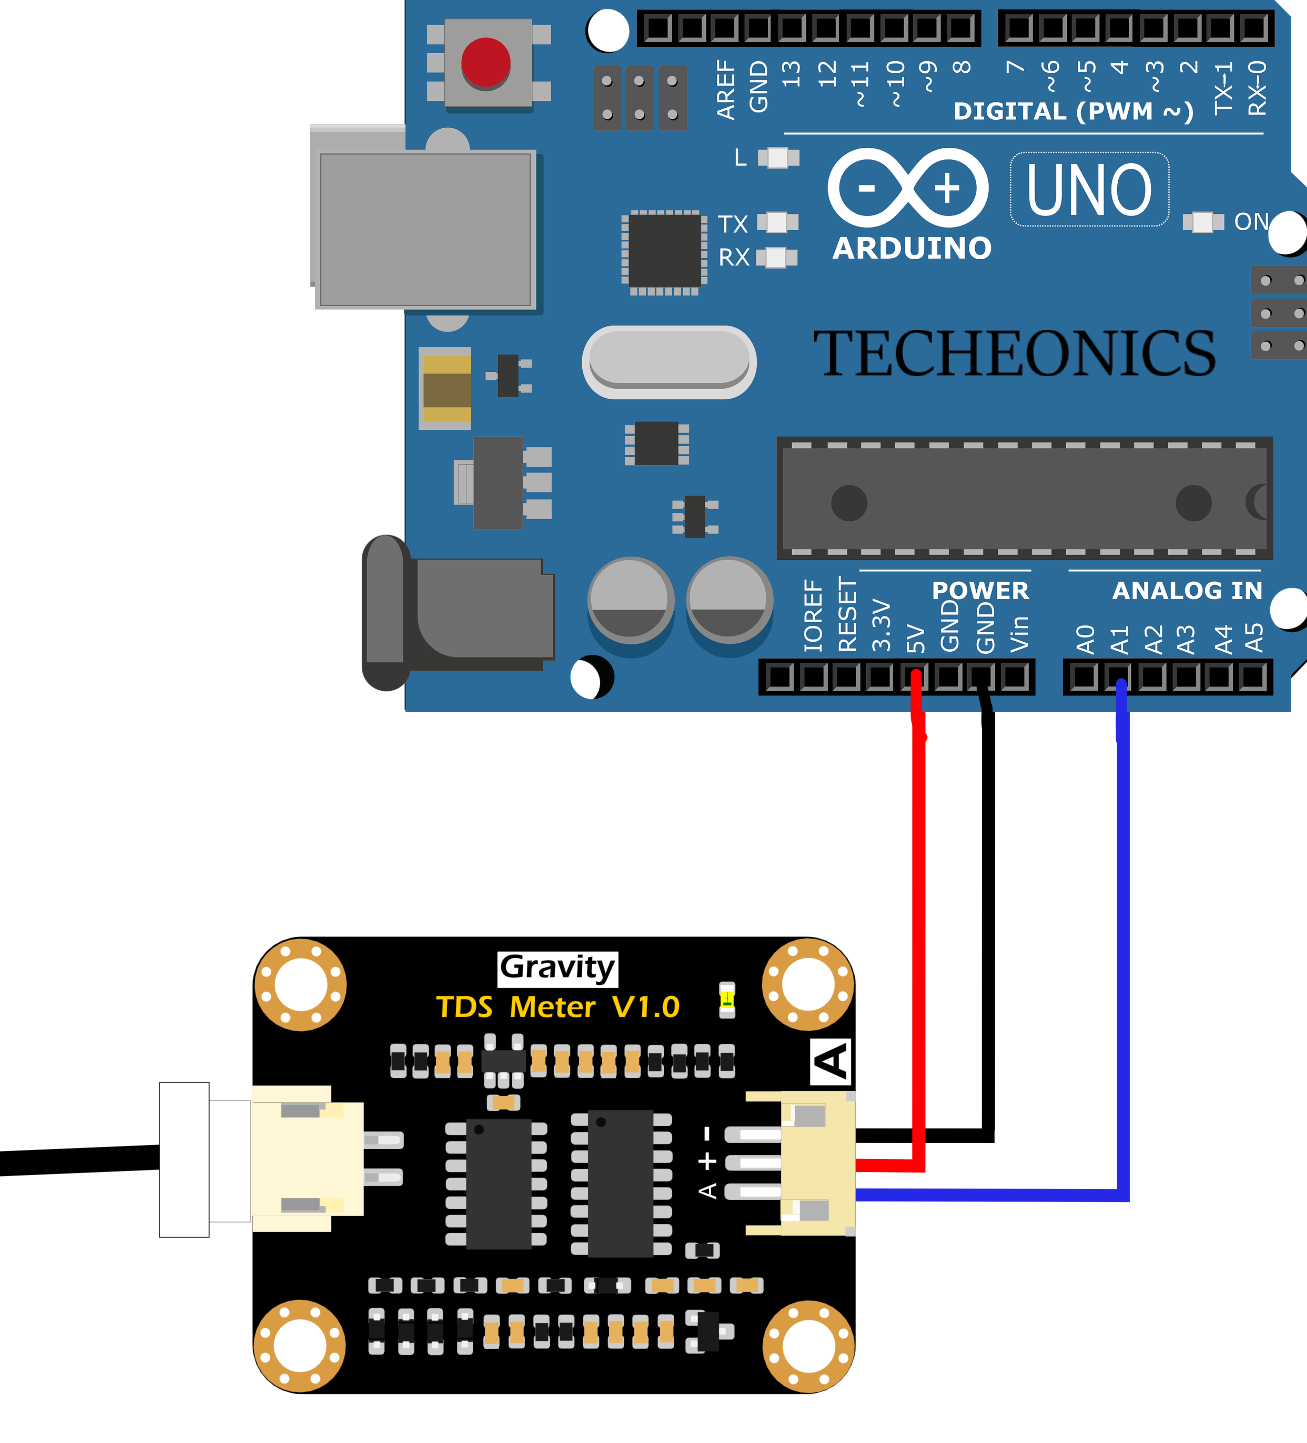 AREF
GND
13
12
~11
~10
~9
8
7
~6
~5
4
~3
2
TX-1
RX-0
DIGITAL (PWM ~)
L
TX
RX
- +
ARDUINO
UNO
ON
TECHEONICS
POWER
ANALOG IN
IOREF
RESET
3.3V
5V
GND
GND
Vin
A0
A1
A2
A3
A4
A5
Gravity
TDS Meter V1.0
A
-
+
A